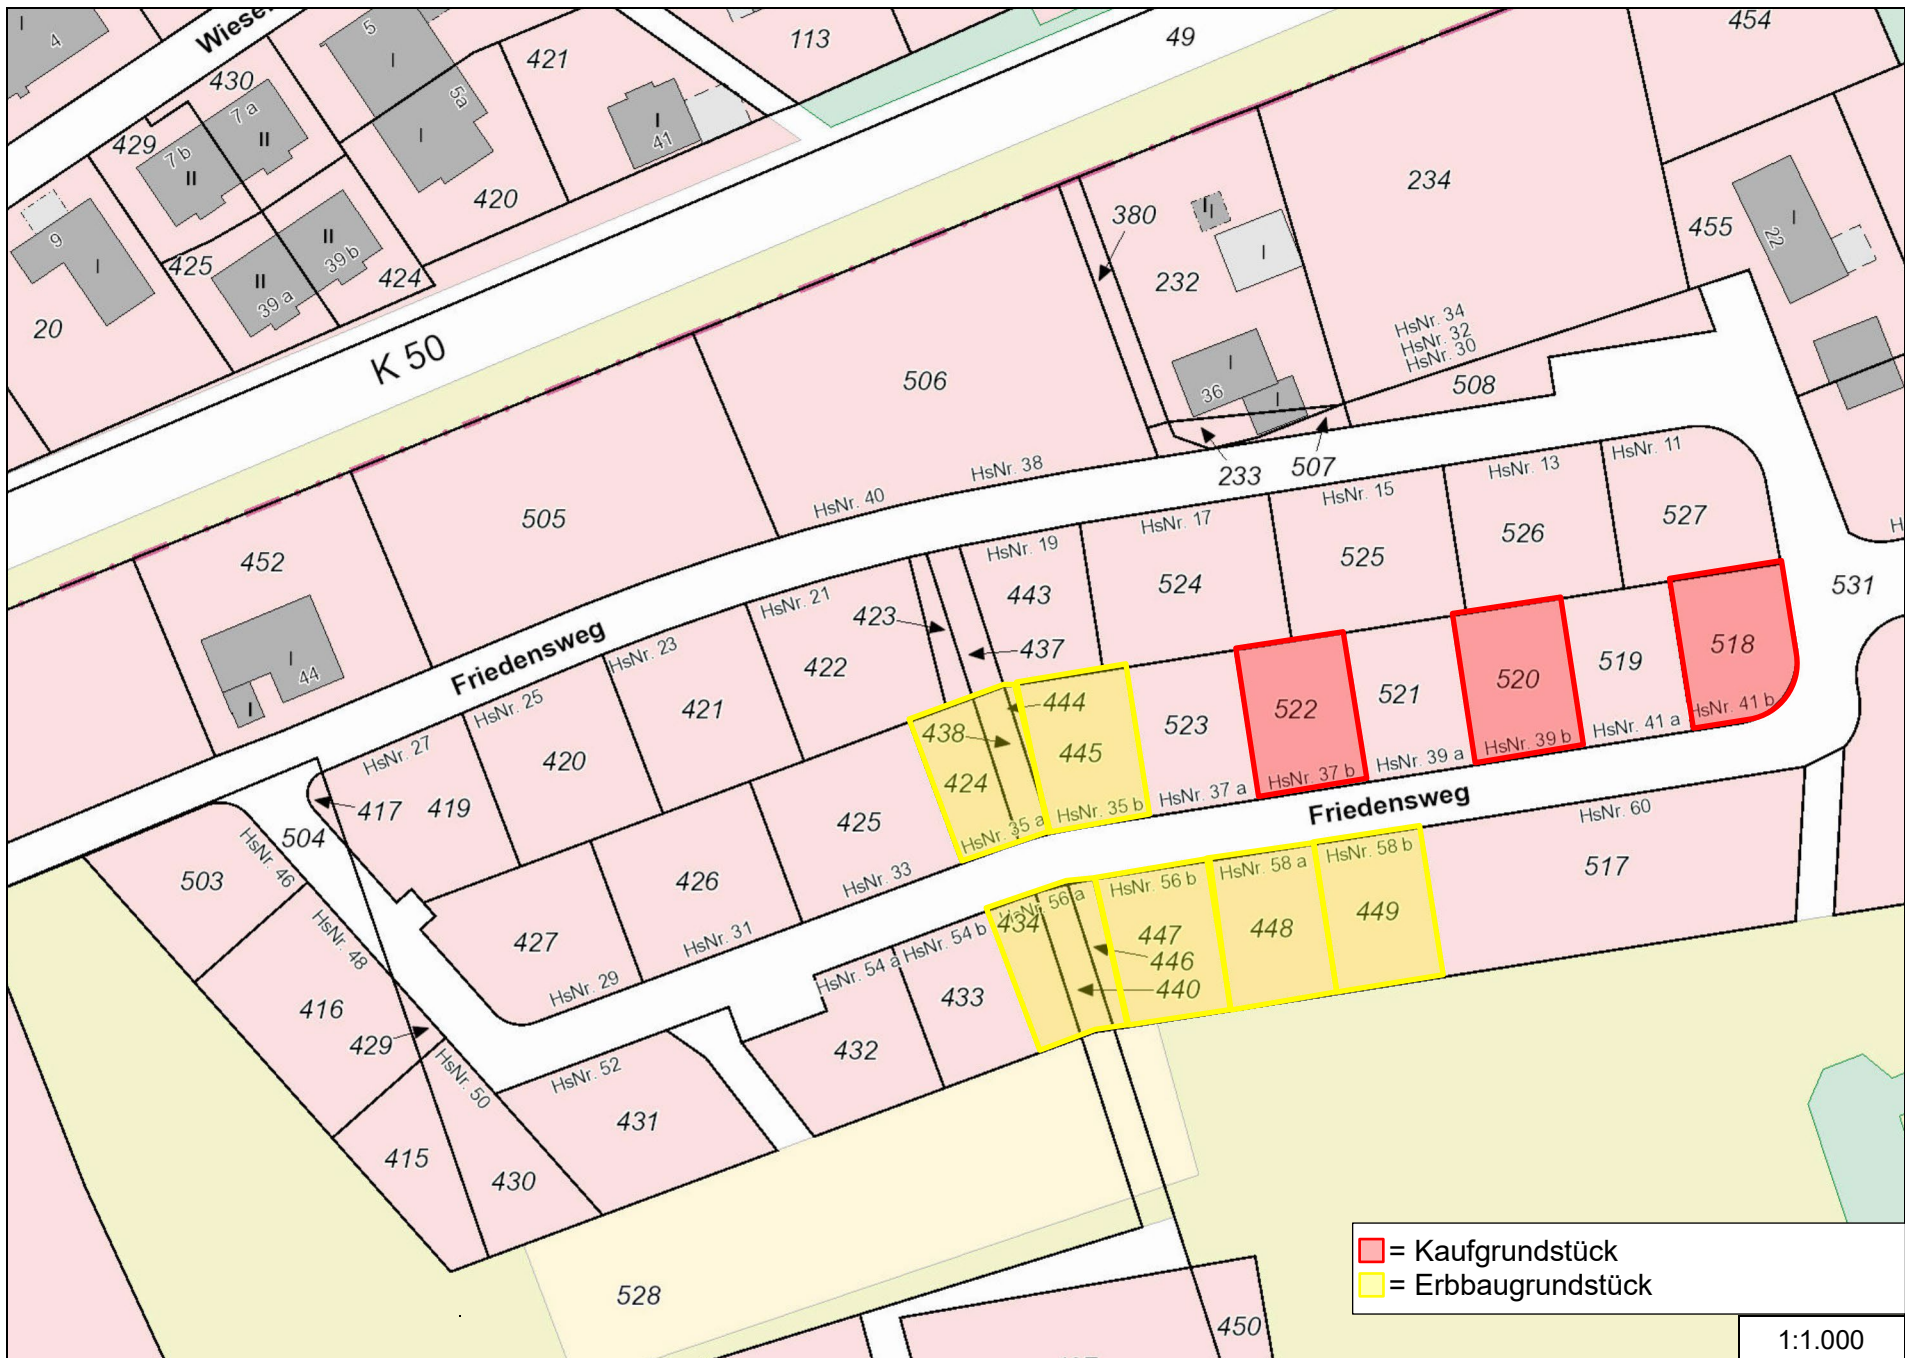 I
4
Wiesen
430
5
I
421
113
49
454
429
7 b
II
7 a
II
5a
I
I
41
420
9
I
425
II
39 a
II
39 b
424
20
K 50
380
I
232
I
234
455
I
22
506
I
36
I
HsNr. 34
HsNr. 32
HsNr. 30
508
233
507
505
HsNr. 40
HsNr. 38
452
I
44
I
Friedensweg
HsNr. 21
423
HsNr. 19
443
437
HsNr. 17
524
HsNr. 15
525
HsNr. 13
526
HsNr. 11
527
H
531
HsNr. 27
HsNr. 25
HsNr. 23
422
421
420
417
419
504
438
444
424
445
523
522
521
520
519
518
HsNr. 35 a
HsNr. 35 b
HsNr. 37 a
HsNr. 37 b
HsNr. 39 a
HsNr. 39 b
HsNr. 41 a
HsNr. 41 b
Friedensweg
503
HsNr. 46
425
426
HsNr. 33
427
HsNr. 31
HsNr. 29
HsNr. 48
416
429
HsNr. 50
415
430
HsNr. 52
431
HsNr. 54 a
HsNr. 54 b
432
433
434
HsNr. 56 a
HsNr. 56 b
447
446
440
HsNr. 58 a
448
HsNr. 58 b
449
HsNr. 60
517
528
450
= Kaufgrundstück
= Erbbaugrundstück
1:1.000